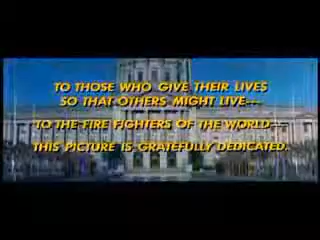 TO THOSE WHO GIVE THEIR LIVES
SO THAT OTHERS MIGHT LIVE---
TO THE FIRE FIGHTERS OF THE WORLD---
THIS PICTURE IS GRATEFULLY DEDICATED.